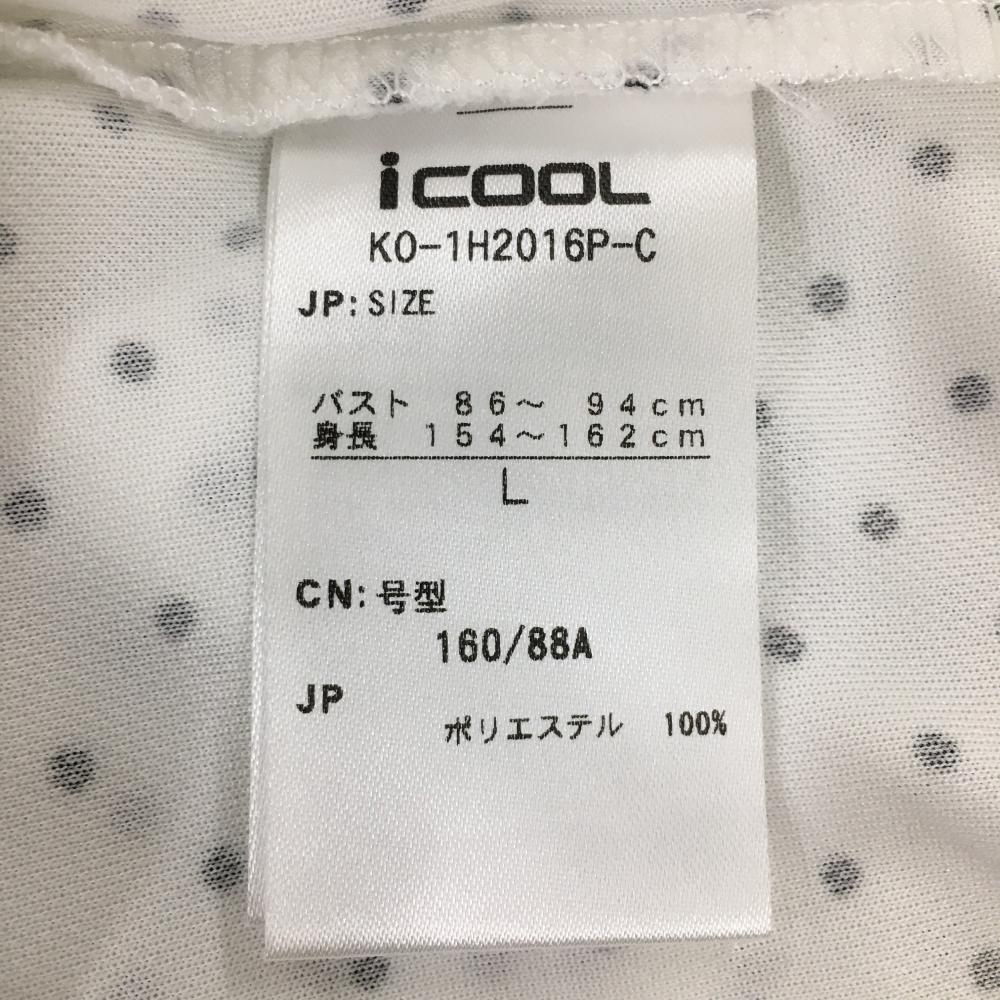 iCOOL
KO-1H2016P-C
JP: SIZE
バスト 86～ 94cm
身長 154～162cm
L
CN: 号型
160/88A
JP
ポリエステル 100%